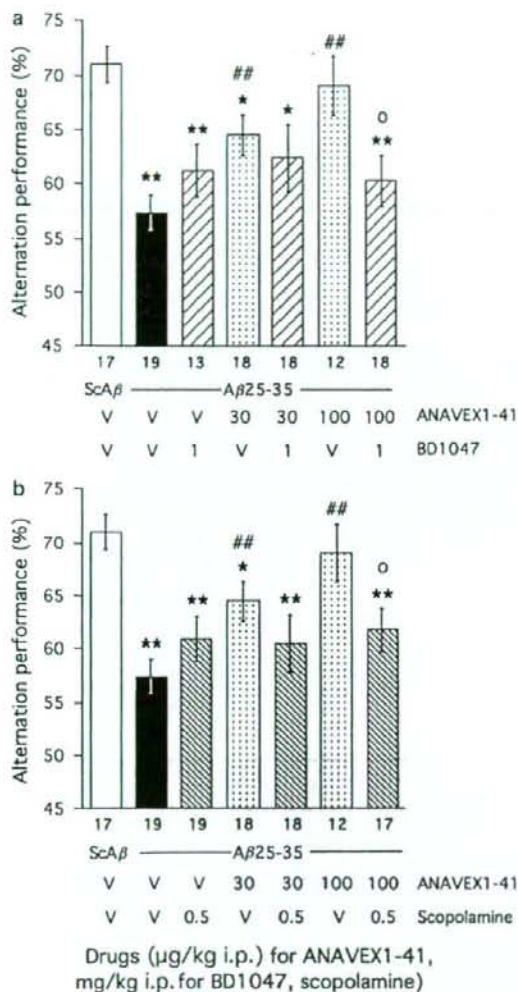 a
Alternation performance (%)
75
70
65
60
55
50
45
** ** ## * * ## o **
17 19 13 18 18 12 18
ScAβ Aβ25-35
V V V 30 30 100 100 ANAVEX1-41
V V 1 V 1 V 1 BD1047
b
Alternation performance (%)
75
70
65
60
55
50
45
** ** ## * ** ## o **
17 19 19 18 18 12 17
ScAβ Aβ25-35
V V V 30 30 100 100 ANAVEX1-41
V V 0.5 V 0.5 V 0.5 Scopolamine
Drugs (μg/kg i.p.) for ANAVEX1-41,
mg/kg i.p. for BD1047, scopolamine)